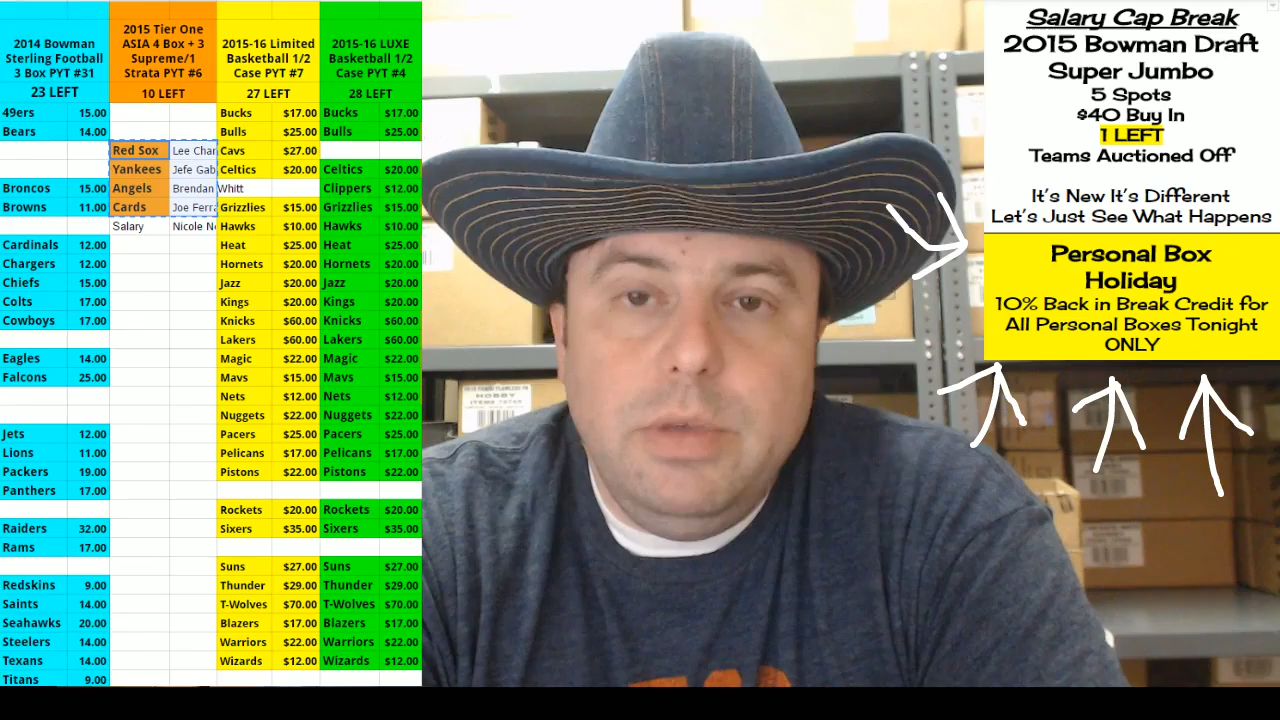 2014 Bowman
Sterling Football
3 Box PYT #31
23 LEFT
49ers 15.00
Bears 14.00
Broncos 15.00
Browns 11.00
Cardinals 12.00
Chargers 12.00
Chiefs 15.00
Colts 17.00
Cowboys 17.00
Eagles 14.00
Falcons 25.00
Jets 12.00
Lions 11.00
Packers 19.00
Panthers 17.00
Raiders 32.00
Rams 17.00
Redskins 9.00
Saints 14.00
Seahawks 20.00
Steelers 14.00
Texans 14.00
Titans 9.00
2015 Tier One
ASIA 4 Box + 3
Supreme/1
Strata PYT #6
10 LEFT
Red Sox Lee Char
Yankees Jefe Gab
Angels Brendan Whitt
Cards Joe Ferra
Salary Nicole No
2015-16 Limited
Basketball 1/2
Case PYT #7
27 LEFT
Bucks $17.00
Bulls $25.00
Cavs $27.00
Celtics $20.00
Grizzlies $15.00
Hawks $10.00
Heat $25.00
Hornets $20.00
Jazz $20.00
Kings $20.00
Knicks $60.00
Lakers $60.00
Magic $22.00
Mavs $15.00
Nets $12.00
Nuggets $22.00
Pacers $25.00
Pelicans $17.00
Pistons $22.00
Rockets $20.00
Sixers $35.00
Suns $27.00
Thunder $29.00
T-Wolves $70.00
Blazers $17.00
Warriors $22.00
Wizards $12.00
2015-16 LUXE
Basketball 1/2
Case PYT #4
28 LEFT
Bucks $17.00
Bulls $25.00
Celtics $20.00
Clippers $12.00
Grizzlies $15.00
Hawks $10.00
Heat $25.00
Hornets $20.00
Jazz $20.00
Kings $20.00
Knicks $60.00
Lakers $60.00
Magic $22.00
Mavs $15.00
Nets $12.00
Nuggets $22.00
Pacers $25.00
Pelicans $17.00
Pistons $22.00
Rockets $20.00
Sixers $35.00
Suns $27.00
Thunder $29.00
T-Wolves $70.00
Blazers $17.00
Warriors $22.00
Wizards $12.00
Salary Cap Break
2015 Bowman Draft
Super Jumbo
5 Spots
$40 Buy In
1 LEFT
Teams Auctioned Off
It's New It's Different
Let's Just See What Happens
Personal Box
Holiday
10% Back in Break Credit for
All Personal Boxes Tonight
ONLY
HOBBY